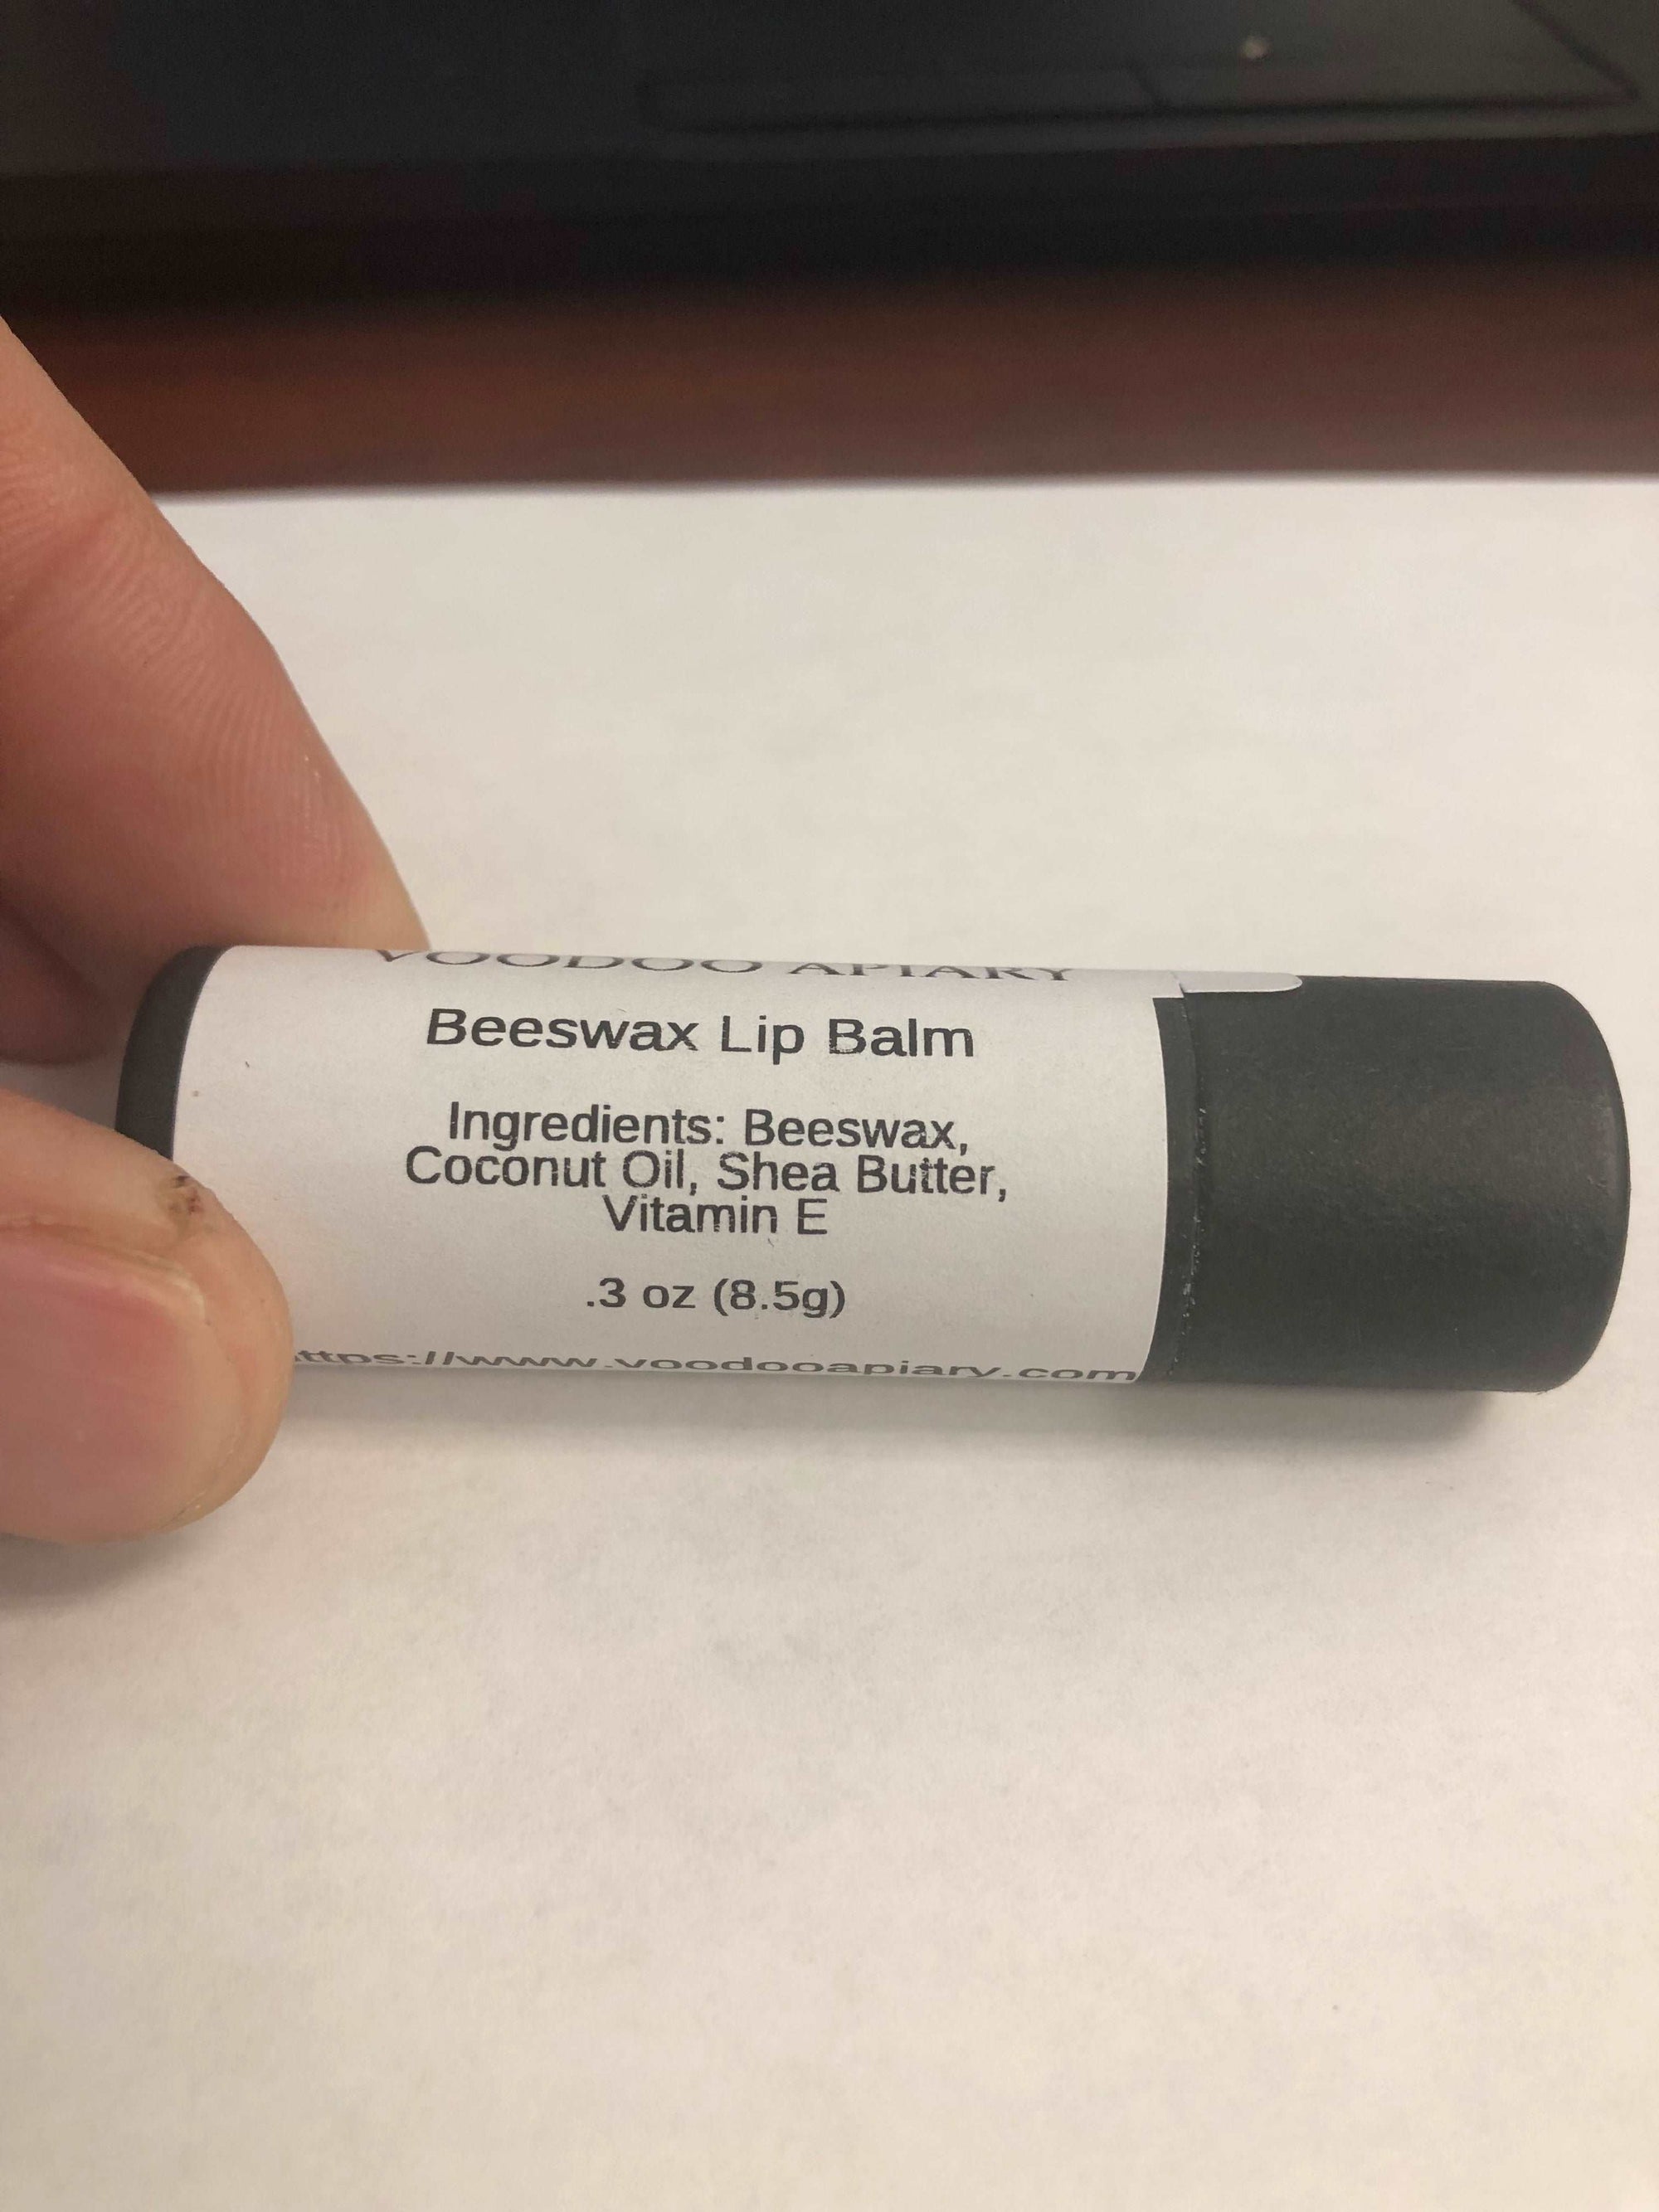 VOODOO APIARY
Beeswax Lip Balm
Ingredients: Beeswax,
Coconut Oil, Shea Butter,
Vitamin E
.3 oz (8.5g)
https://www.voodooapiary.com